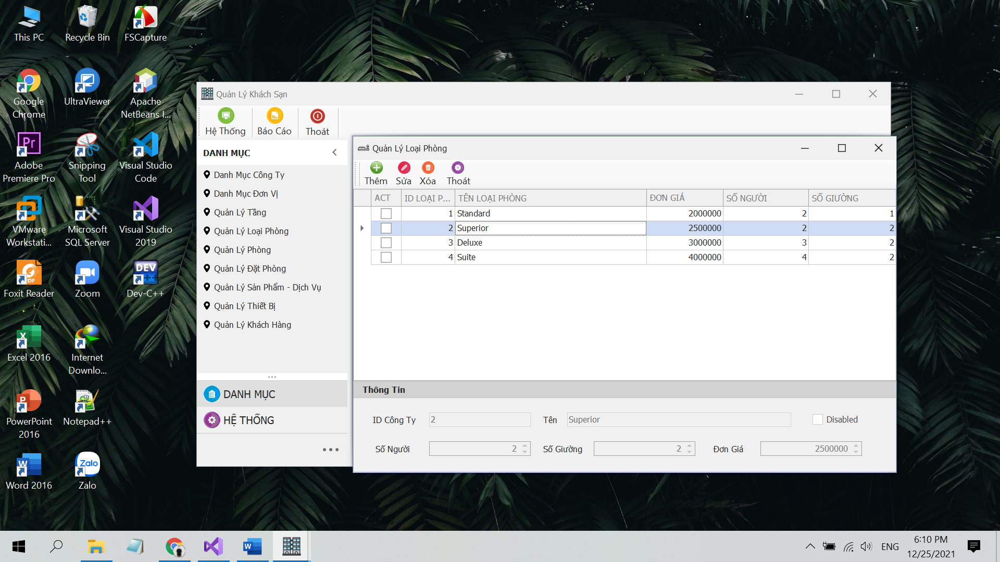 This PC
Recycle Bin
FSCapture
Google
Chrome
UltraViewer
Apache
NetBeans I...
Adobe
Premiere Pro
Snipping
Tool
Visual Studio
Code
VMware
Workstati...
Microsoft
SQL Server
Visual Studio
2019
Foxit Reader
Zoom
Dev-C++
Excel 2016
Internet
Downlo...
PowerPoint
2016
Notepad++
Word 2016
Zalo
Quản Lý Khách Sạn
Hệ Thống
Báo Cáo
Thoát
DANH MỤC
Danh Mục Công Ty
Danh Mục Đơn Vị
Quản Lý Tầng
Quản Lý Loại Phòng
Quản Lý Phòng
Quản Lý Đặt Phòng
Quản Lý Sản Phẩm - Dịch Vụ
Quản Lý Thiết Bị
Quản Lý Khách Hàng
DANH MỤC
HỆ THỐNG
Quản Lý Loại Phòng
Thêm
Sửa
Xóa
Thoát
ACT ID LOẠI P... TÊN LOẠI PHÒNG ĐƠN GIÁ SỐ NGƯỜI SỐ GIƯỜNG
1 Standard 2000000 2 1
2 Superior 2500000 2 2
3 Deluxe 3000000 3 2
4 Suite 4000000 4 2
Thông Tin
ID Công Ty 2 Tên Superior Disabled
Số Người 2 Số Giường 2 Đơn Giá 2500000
ENG
6:10 PM
12/25/2021